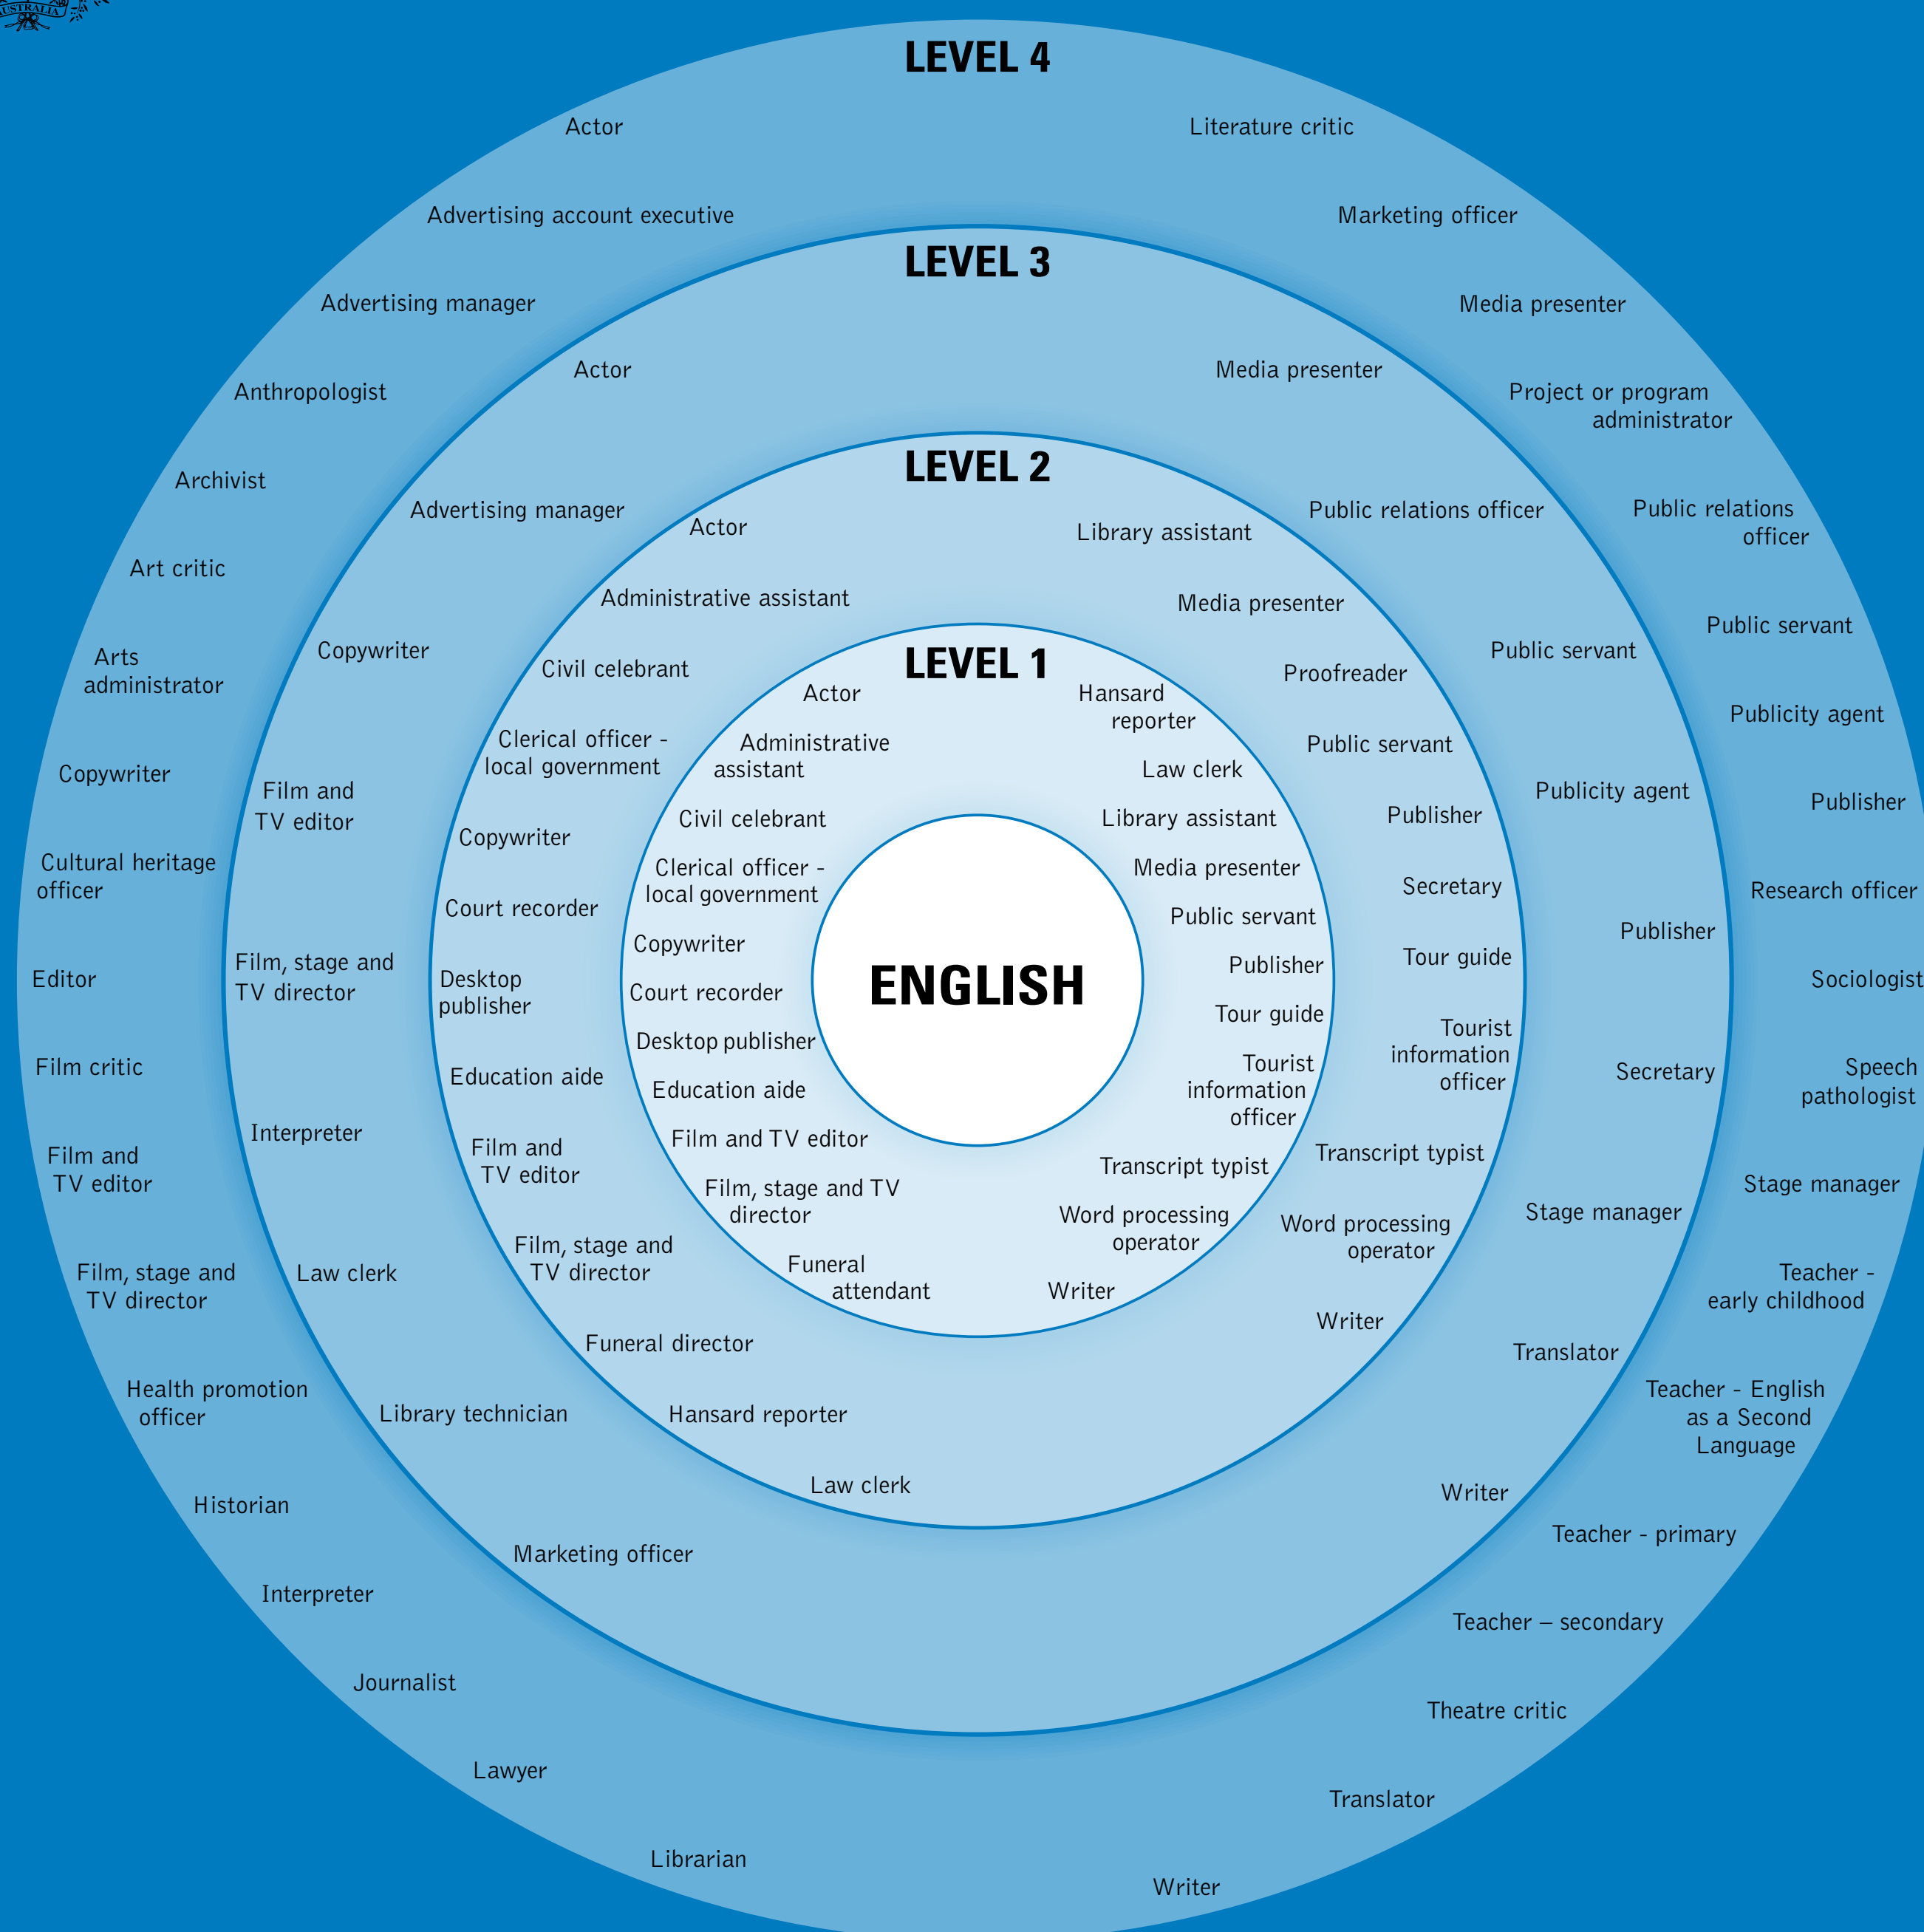 AUSTRALIA
LEVEL 4
Actor
Advertising account executive
Advertising manager
Anthropologist
Archivist
Art critic
Arts
administrator
Copywriter
Cultural heritage
officer
Editor
Film critic
Film and
TV editor
Film, stage and
TV director
Health promotion
officer
Historian
Interpreter
Journalist
Lawyer
Librarian
Literature critic
Marketing officer
Media presenter
Project or program
administrator
Public relations
officer
Public servant
Publicity agent
Publisher
Research officer
Sociologist
Speech
pathologist
Stage manager
Teacher -
early childhood
Teacher - English
as a Second
Language
Teacher - primary
Teacher – secondary
Theatre critic
Translator
Writer
LEVEL 3
Actor
Advertising manager
Copywriter
Film and
TV editor
Film, stage and
TV director
Interpreter
Law clerk
Library technician
Marketing officer
Media presenter
Public relations officer
Public servant
Publicity agent
Publisher
Secretary
Stage manager
Translator
Writer
LEVEL 2
Actor
Administrative assistant
Civil celebrant
Clerical officer -
local government
Copywriter
Court recorder
Desktop
publisher
Education aide
Film and
TV editor
Film, stage and
TV director
Funeral director
Hansard reporter
Law clerk
Library assistant
Media presenter
Proofreader
Public servant
Publisher
Secretary
Tour guide
Tourist
information
officer
Transcript typist
Word processing
operator
Writer
LEVEL 1
Actor
Administrative
assistant
Civil celebrant
Clerical officer -
local government
Copywriter
Court recorder
Desktop publisher
Education aide
Film and TV editor
Film, stage and TV
director
Funeral
attendant
Hansard
reporter
Law clerk
Library assistant
Media presenter
Public servant
Publisher
Tour guide
Tourist
information
officer
Transcript typist
Word processing
operator
Writer
ENGLISH